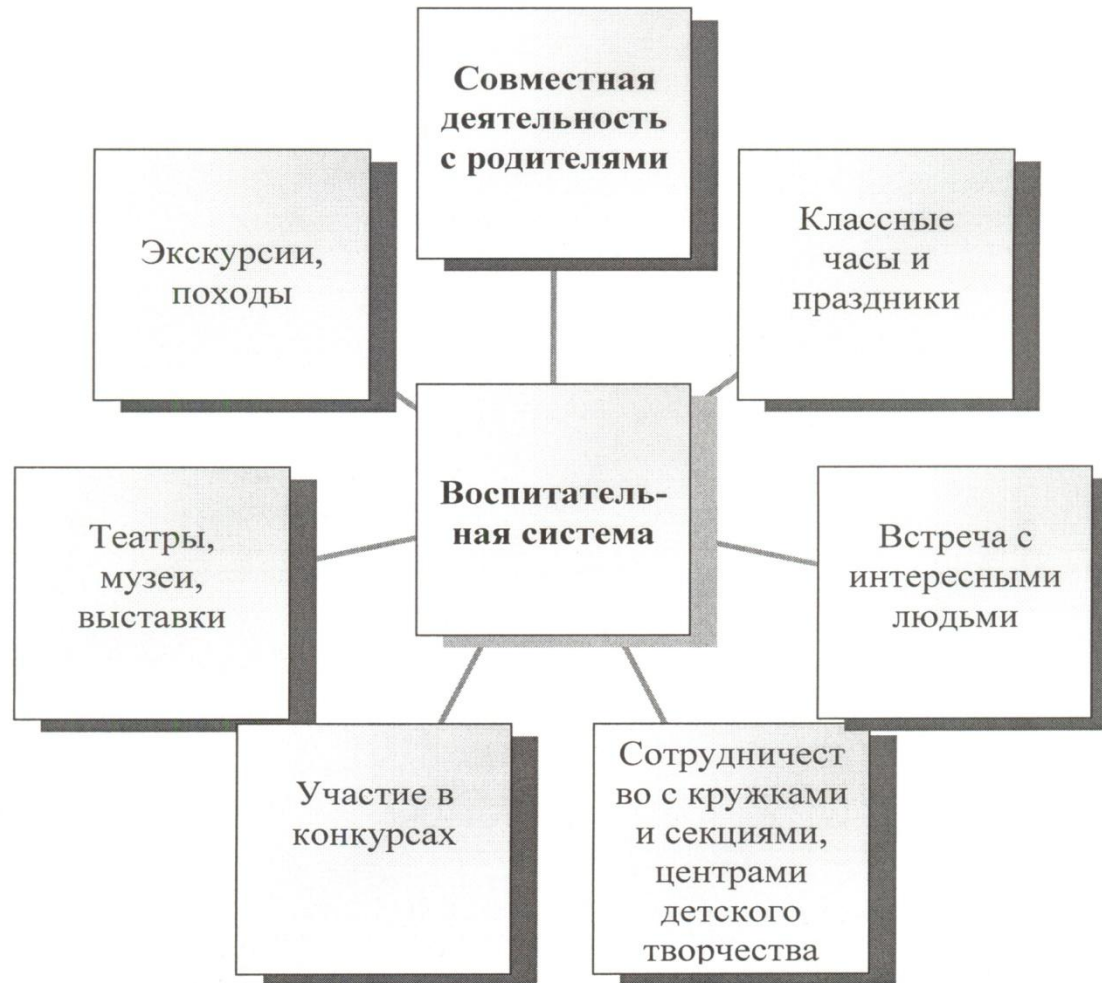 Совместная
деятельность
с родителями
Экскурсии,
походы
Классные
часы и
праздники
Воспитатель-
ная система
Театры,
музеи,
выставки
Встреча с
интересными
людьми
Участие в
конкурсах
Сотрудничест
во с кружками
и секциями,
центрами
детского
творчества